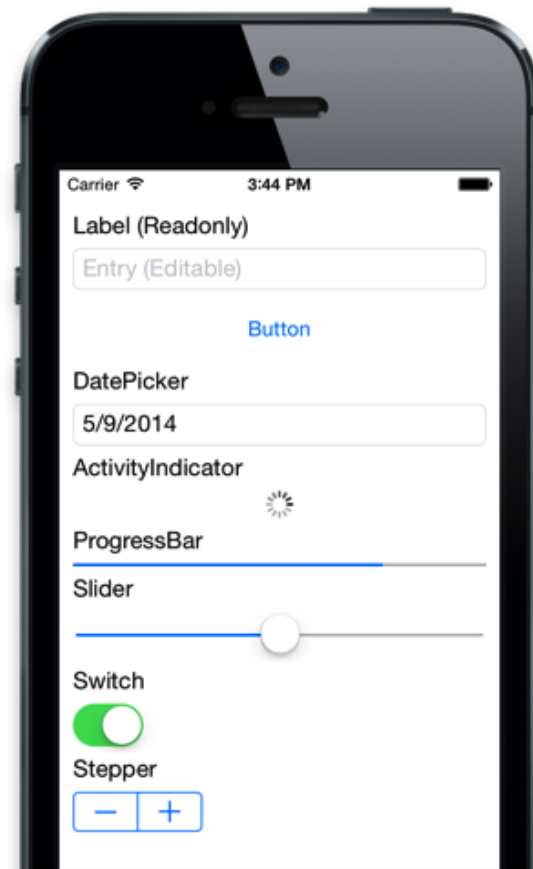 Carrier 3:44 PM
Label (Readonly)
Entry (Editable)
Button
DatePicker
5/9/2014
ActivityIndicator
ProgressBar
Slider
Switch
Stepper
− +